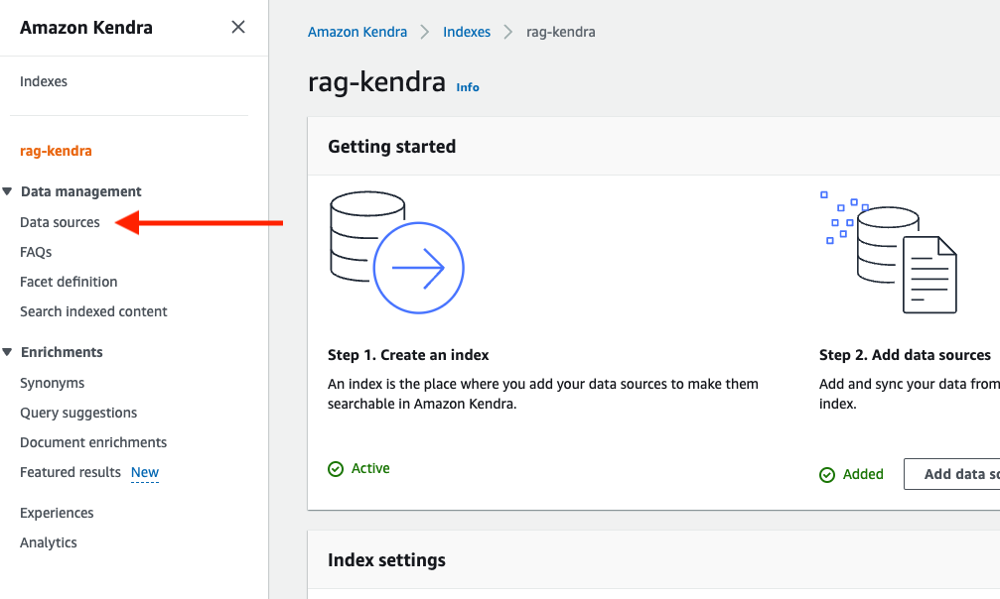 Amazon Kendra
Indexes
rag-kendra
Data management
Data sources
FAQs
Facet definition
Search indexed content
Enrichments
Synonyms
Query suggestions
Document enrichments
Featured results New
Experiences
Analytics
Amazon Kendra Indexes rag-kendra
rag-kendra Info
Getting started
Step 1. Create an index
An index is the place where you add your data sources to make them
searchable in Amazon Kendra.
Active
Step 2. Add data sources
Add and sync your data from
index.
Added
Add data so
Index settings